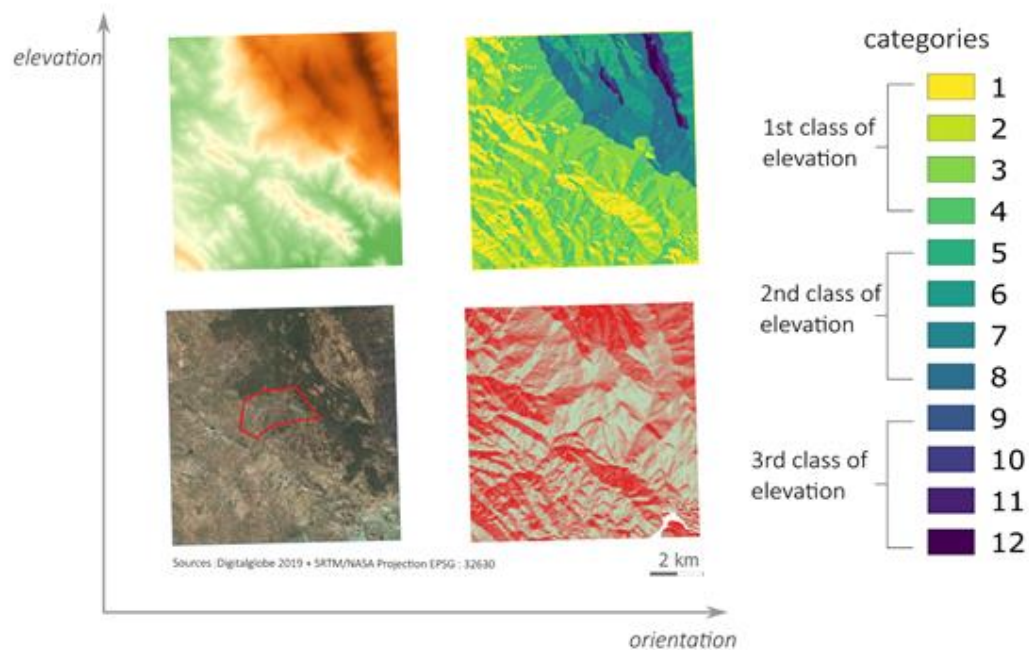 elevation
categories
1st class of
elevation
2nd class of
elevation
3rd class of
elevation
1
2
3
4
5
6
7
8
9
10
11
12
Sources :Digitalglobe 2019 + SRTM/NASA Projection EPSG : 32630
2 km
orientation